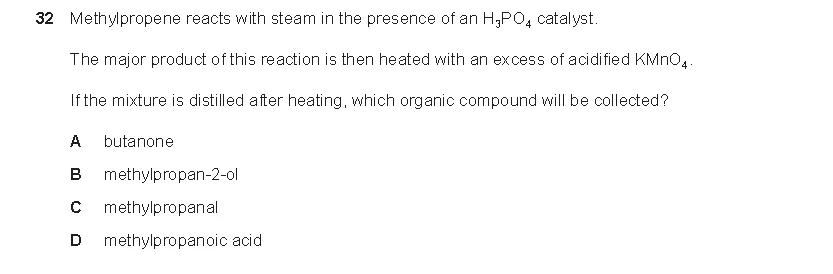 32 Methylpropene reacts with steam in the presence of an H₃PO₄ catalyst.
The major product of this reaction is then heated with an excess of acidified KMnO₄.
If the mixture is distilled after heating, which organic compound will be collected?
A butanone
B methylpropan-2-ol
C methylpropanal
D methylpropanoic acid